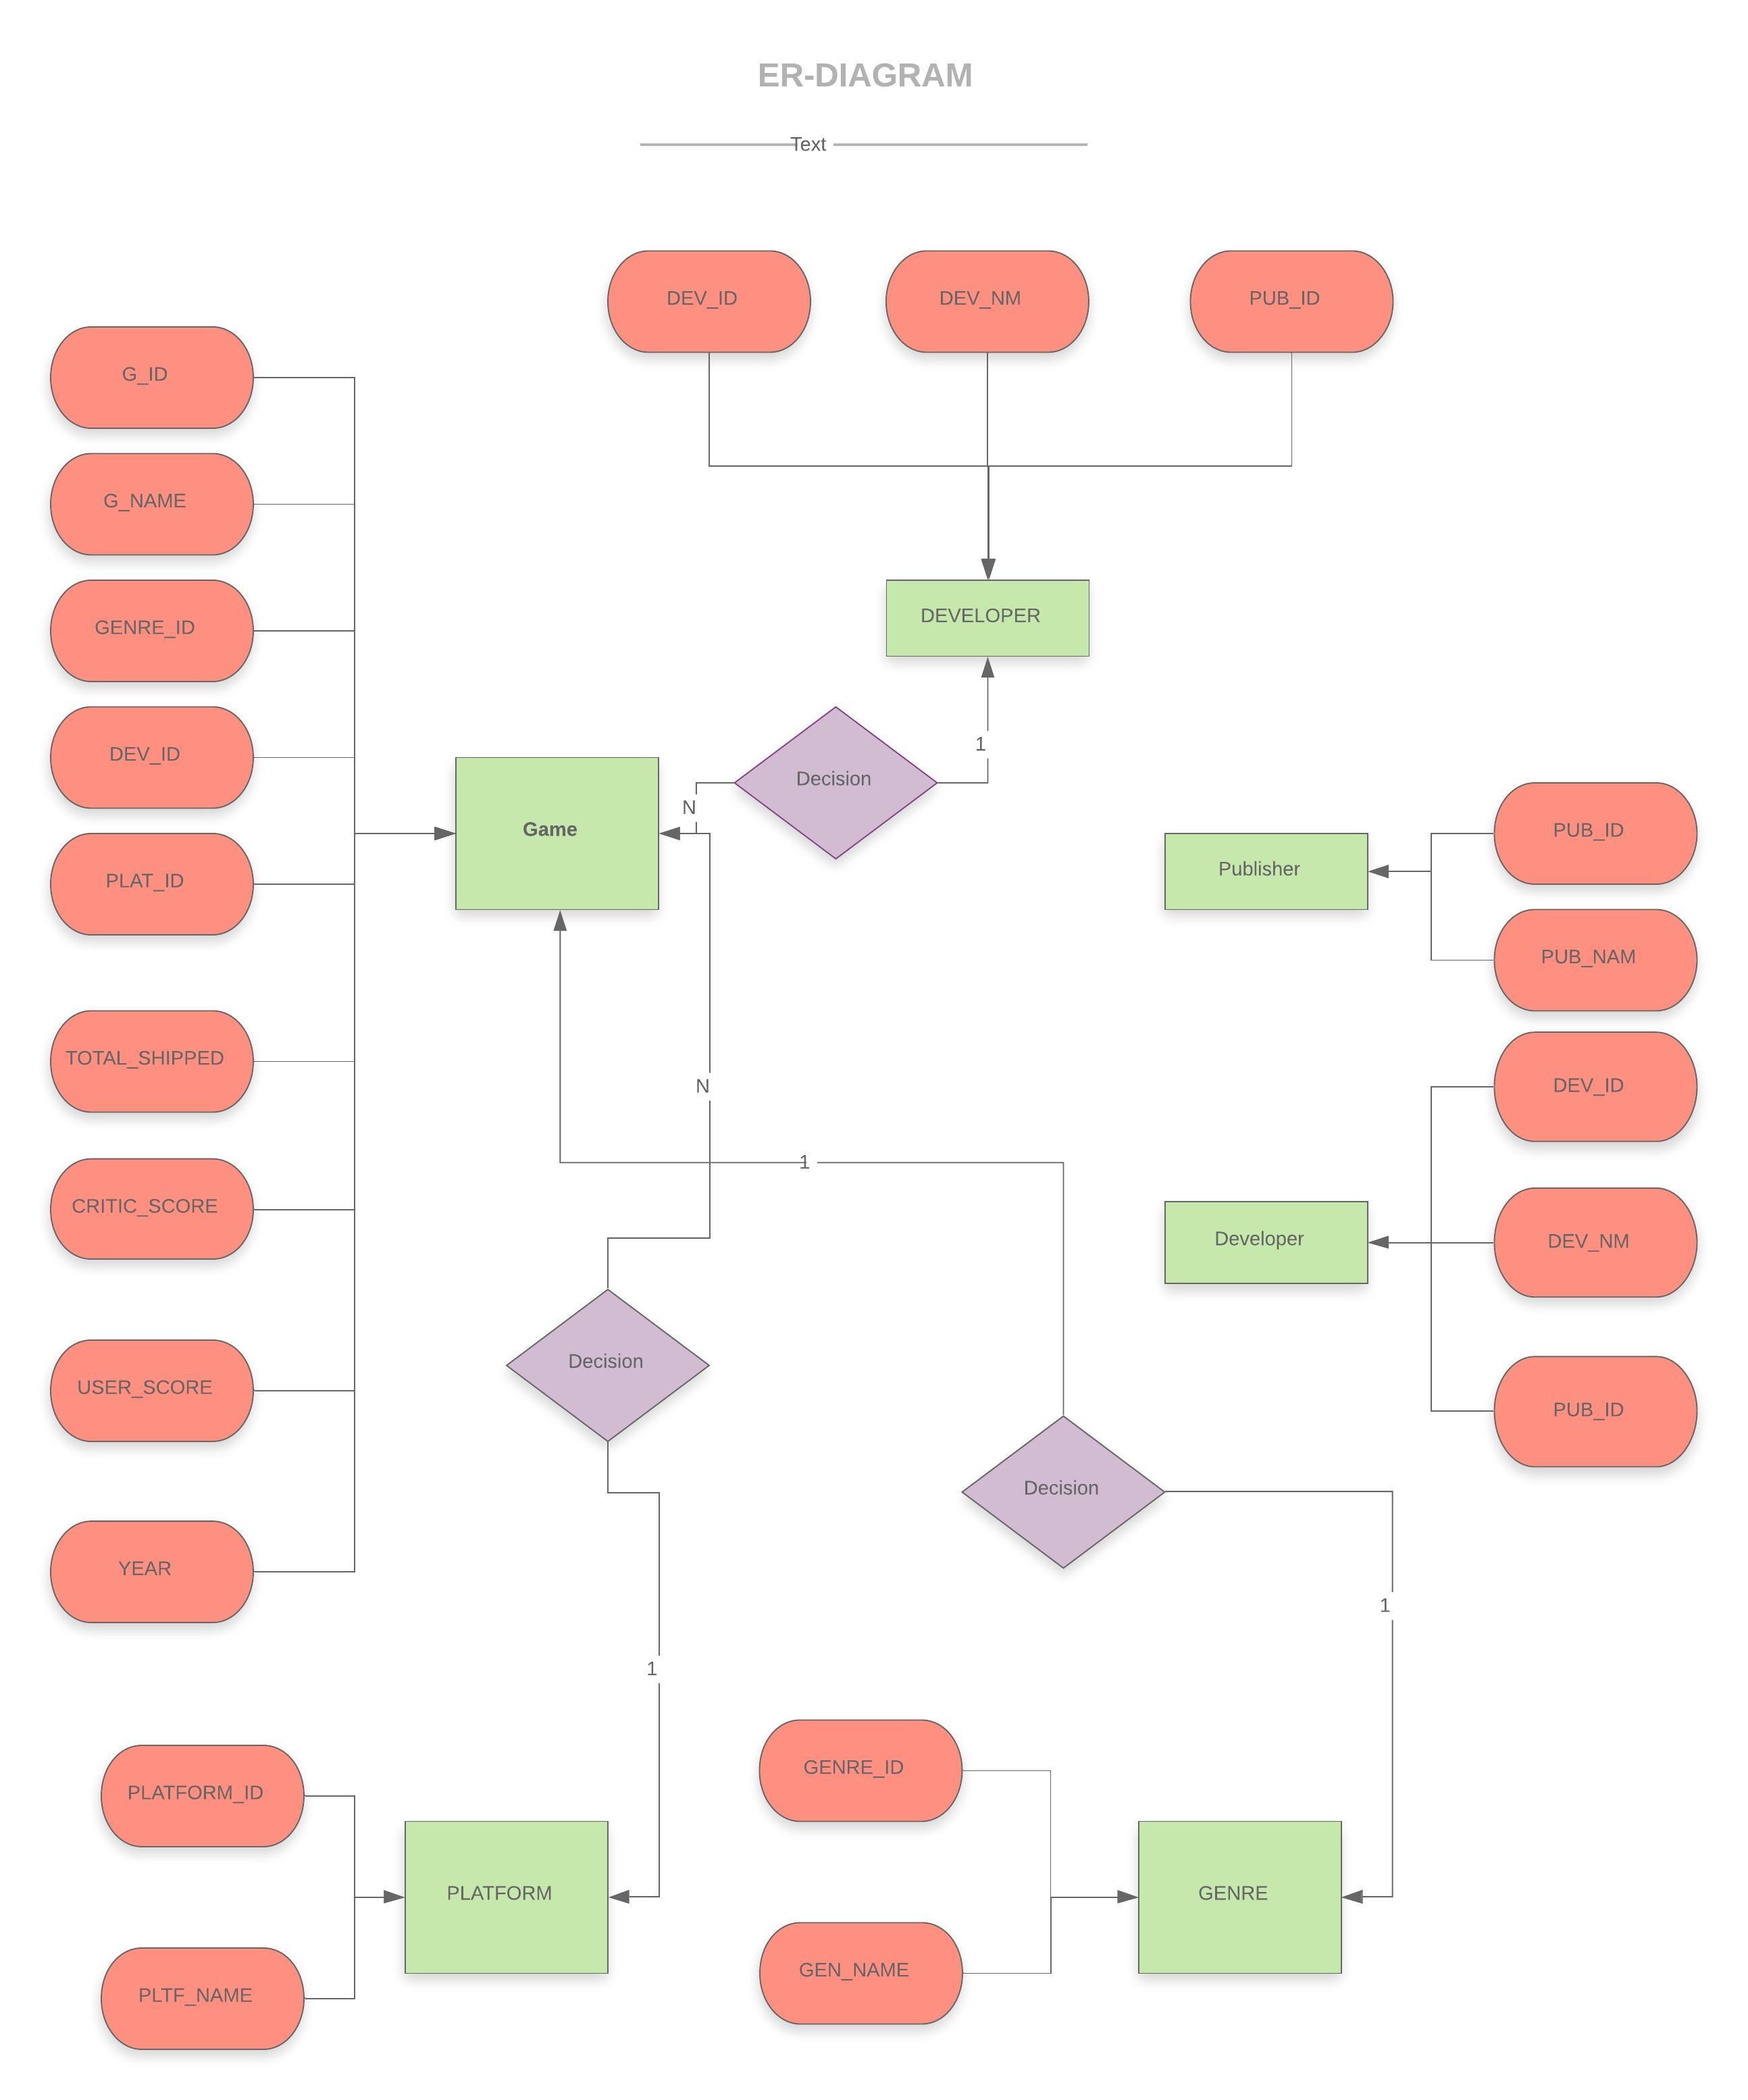 ER-DIAGRAM
Text
DEV_ID
DEV_NM
PUB_ID
G_ID
G_NAME
GENRE_ID
DEV_ID
PLAT_ID
TOTAL_SHIPPED
CRITIC_SCORE
USER_SCORE
YEAR
DEVELOPER
1
Decision
N
Game
Publisher
PUB_ID
PUB_NAM
N
1
Developer
DEV_ID
DEV_NM
PUB_ID
Decision
Decision
1
1
PLATFORM_ID
PLTF_NAME
PLATFORM
GENRE_ID
GEN_NAME
GENRE